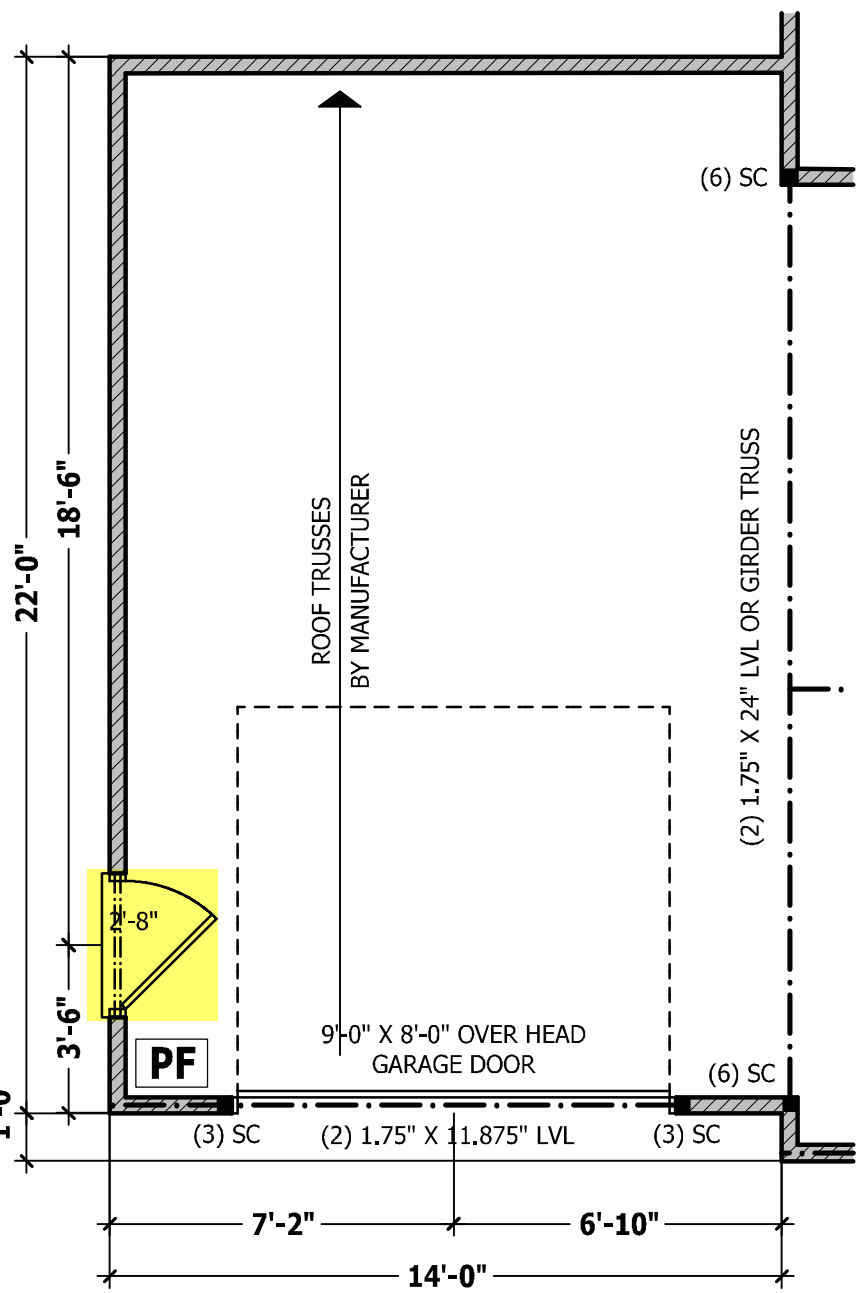 (6) SC
18'-6"
22'-0"
ROOF TRUSSES
BY MANUFACTURER
(2) 1.75" X 24" LVL OR GIRDER TRUSS
2'-8"
3'-6"
PF
9'-0" X 8'-0" OVER HEAD
GARAGE DOOR
(6) SC
(3) SC
(2) 1.75" X 11.875" LVL
(3) SC
7'-2"
6'-10"
14'-0"